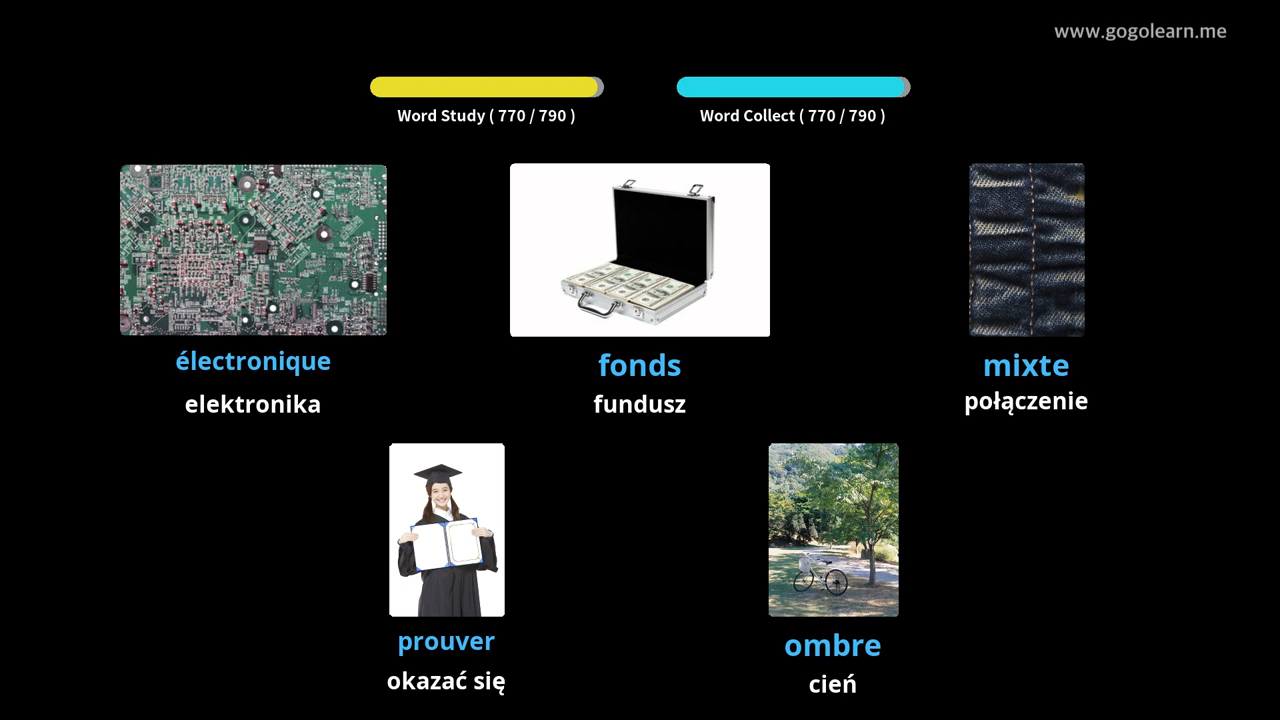 www.gogolearn.me
Word Study ( 770 / 790 )
Word Collect ( 770 / 790 )
électronique
elektronika
fonds
fundusz
mixte
połączenie
prouver
okazać się
ombre
cień